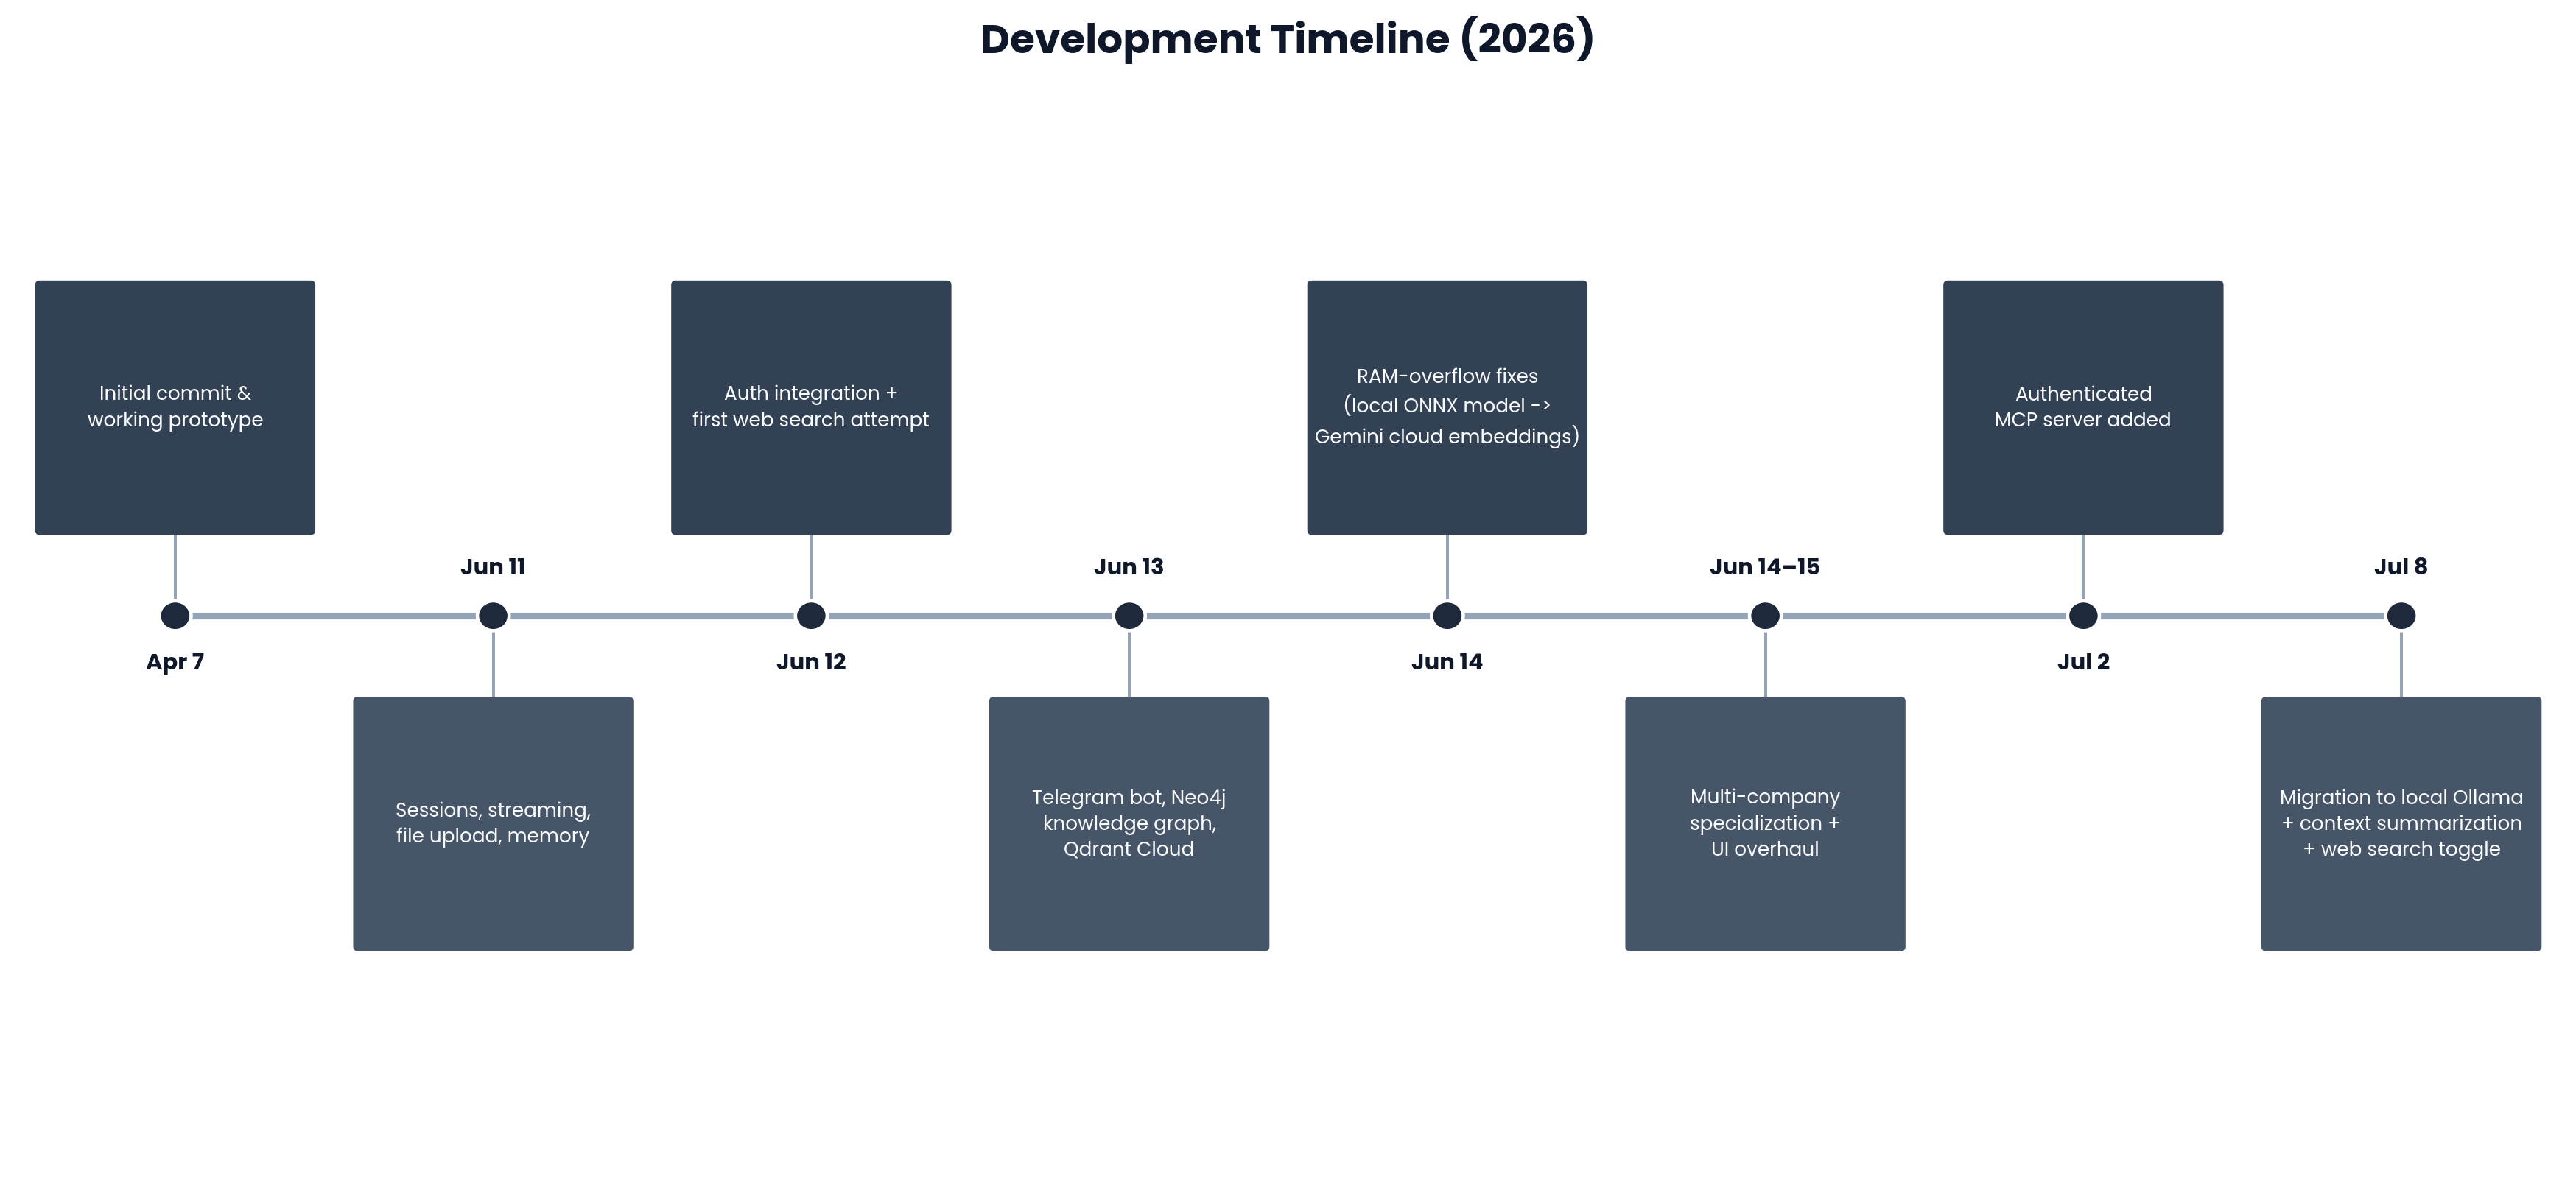 Development Timeline (2026)
Initial commit &
working prototype
Apr 7
Jun 11
Sessions, streaming,
file upload, memory
Auth integration +
first web search attempt
Jun 12
Jun 13
Telegram bot, Neo4j
knowledge graph,
Qdrant Cloud
RAM-overflow fixes
(local ONNX model ->
Gemini cloud embeddings)
Jun 14
Jun 14–15
Multi-company
specialization +
UI overhaul
Authenticated
MCP server added
Jul 2
Jul 8
Migration to local Ollama
+ context summarization
+ web search toggle